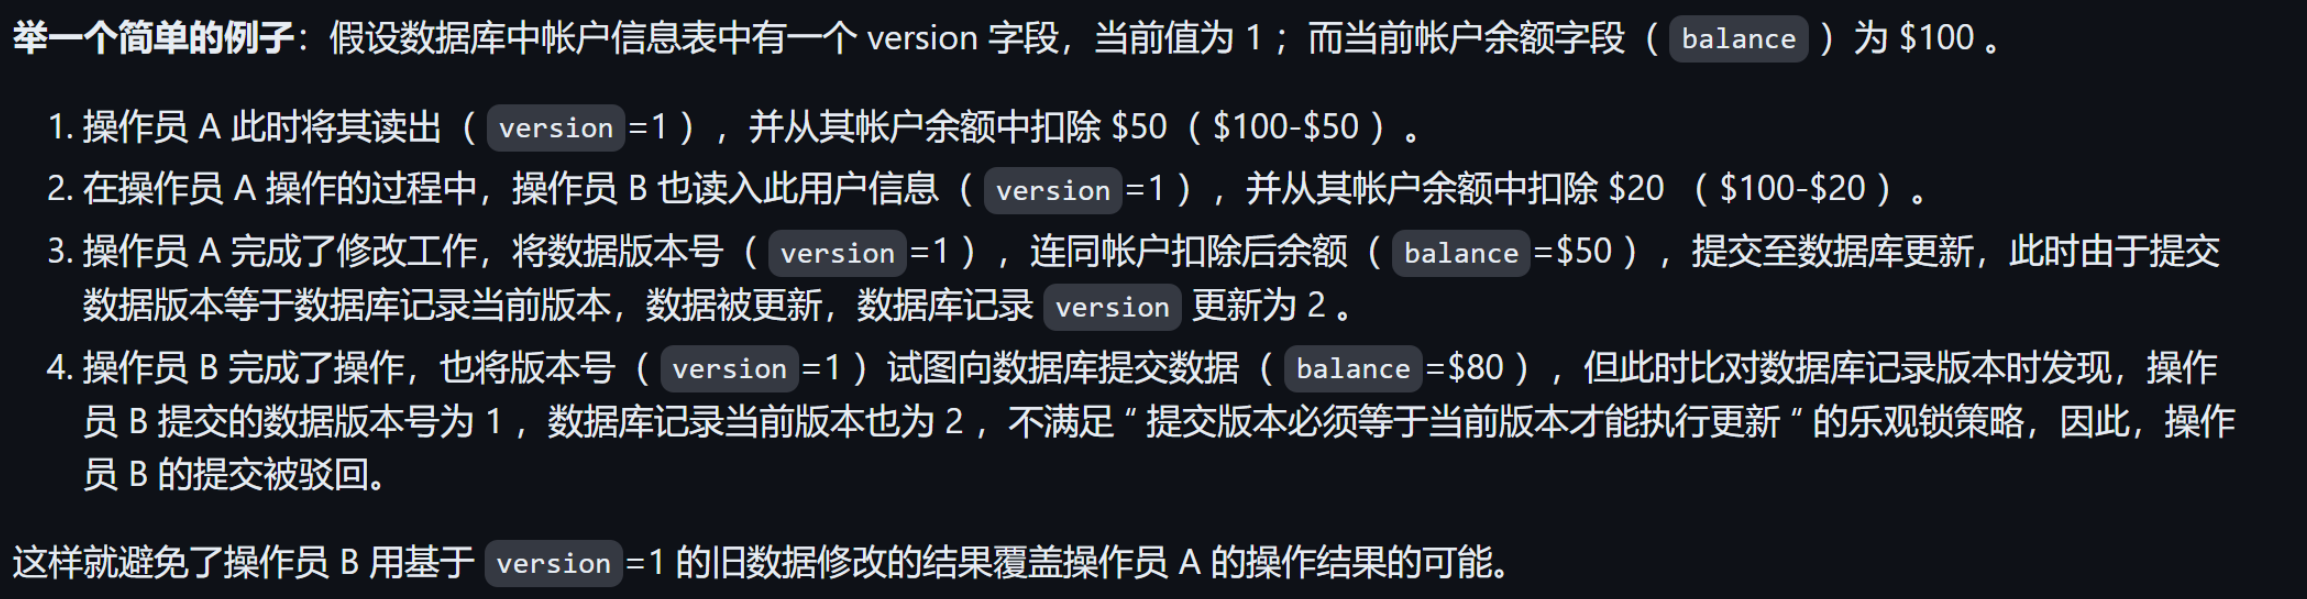 举一个简单的例子：假设数据库中帐户信息表中有一个 version 字段，当前值为 1 ；而当前帐户余额字段（ balance ）为 $100 。
1. 操作员 A 此时将其读出（ version=1 ），并从其帐户余额中扣除 $50（ $100-$50 ）。
2. 在操作员 A 操作的过程中，操作员 B 也读入此用户信息（ version=1 ），并从其帐户余额中扣除 $20 （ $100-$20 ）。
3. 操作员 A 完成了修改工作，将数据版本号（ version=1 ），连同帐户扣除后余额（ balance=$50 ），提交至数据库更新，此时由于提交
数据版本等于数据库记录当前版本，数据被更新，数据库记录 version 更新为 2 。
4. 操作员 B 完成了操作，也将版本号（ version=1 ）试图向数据库提交数据（ balance=$80 ），但此时比对数据库记录版本时发现，操作
员 B 提交的数据版本号为 1 ，数据库记录当前版本也为 2 ，不满足 “ 提交版本必须等于当前版本才能执行更新 “ 的乐观锁策略，因此，操作
员 B 的提交被驳回。
这样就避免了操作员 B 用基于 version=1 的旧数据修改的结果覆盖操作员 A 的操作结果的可能。